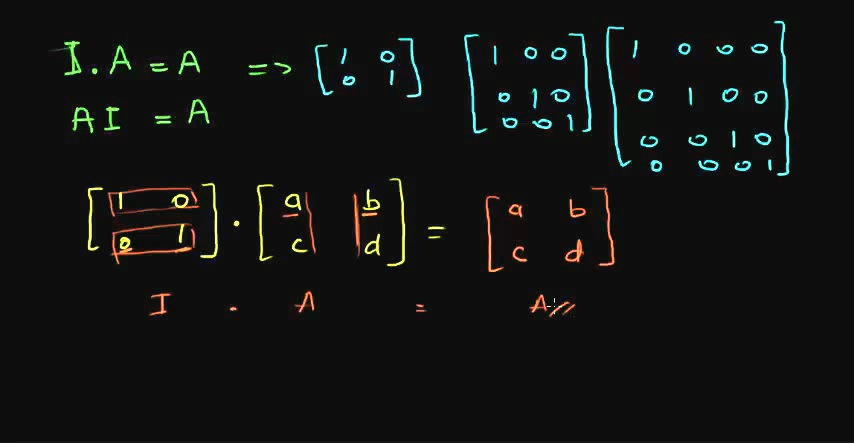 I . A = A => [1 0 0 1] [1 0 0 0 1 0 0 0 1] [1 0 0 0 0 1 0 0 0 0 1 0 0 0 0 1]
A I = A
[1 0 0 1] . [a b c d] = [a b c d]
I . A = A